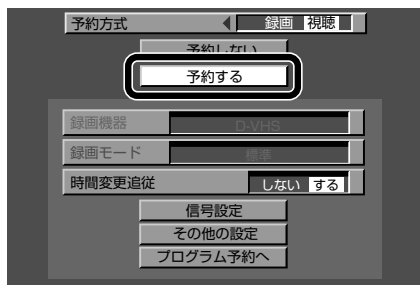 予約方式 録画 視聴
予約しない
予約する
録画機器 D-VHS
録画モード 標準
時間変更追従 しない する
信号設定
その他の設定
プログラム予約へ